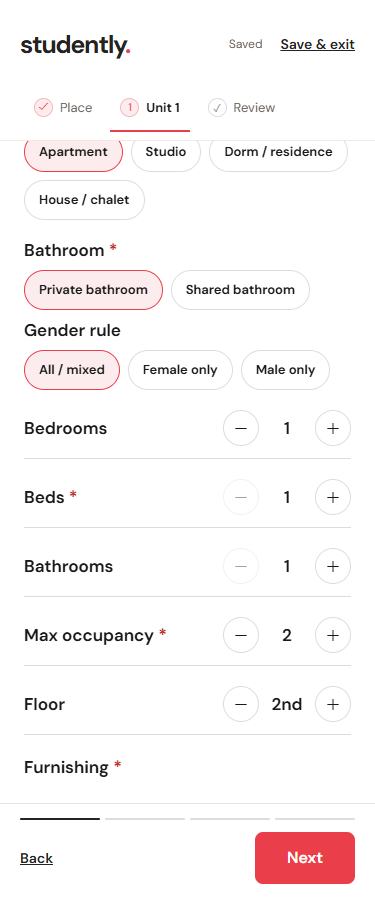 studently.
Saved Save & exit
Place 1 Unit 1 Review
Apartment Studio Dorm / residence
House / chalet
Bathroom *
Private bathroom Shared bathroom
Gender rule
All / mixed Female only Male only
Bedrooms − 1 +
Beds * − 1 +
Bathrooms − 1 +
Max occupancy * − 2 +
Floor − 2nd +
Furnishing *
Back Next